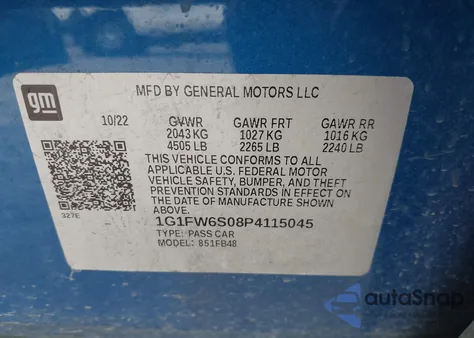 gm
MFD BY GENERAL MOTORS LLC
10/22 GVWR GAWR FRT GAWR RR
2043 KG 1027 KG 1016 KG
4505 LB 2265 LB 2240 LB
THIS VEHICLE CONFORMS TO ALL
APPLICABLE U.S. FEDERAL MOTOR
VEHICLE SAFETY, BUMPER, AND THEFT
PREVENTION STANDARDS IN EFFECT ON
THE DATE OF MANUFACTURE SHOWN
ABOVE.
327E
1G1FW6S08P4115045
TYPE: PASS CAR
MODEL: 851FB48
autoSnap